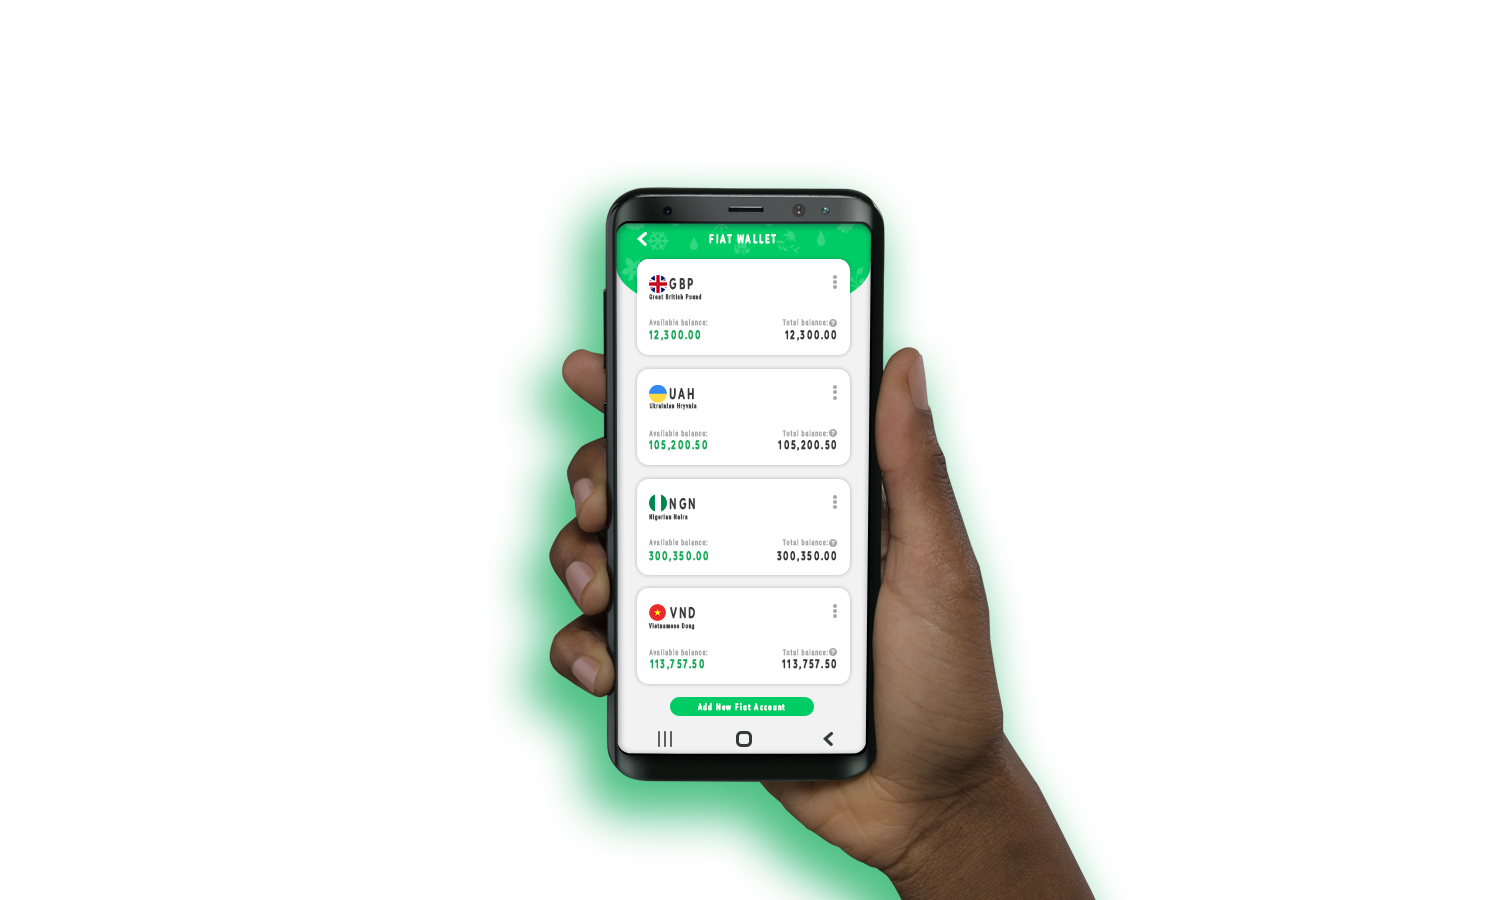 FIAT WALLET
GBP
Great British Pound
Available balance: Total balance:?
12,300.00 12,300.00
UAH
Ukrainian Hryvnia
Available balance: Total balance:?
105,200.50 105,200.50
NGN
Nigerian Naira
Available balance: Total balance:?
300,350.00 300,350.00
VND
Vietnamese Dong
Available balance: Total balance:?
113,757.50 113,757.50
Add New Fiat Account